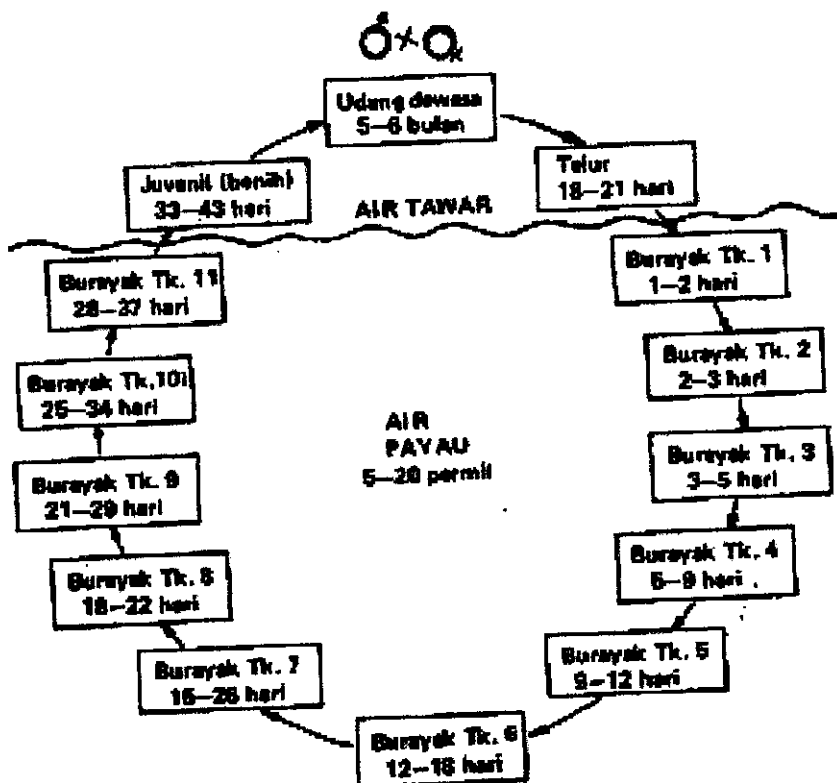 Udang dewasa
5–6 bulan
Telur
18–21 hari
Juvenil (benih)
33–43 hari
AIR TAWAR
Burayak Tk. 1
1–2 hari
Burayak Tk. 2
2–3 hari
Burayak Tk. 3
3–5 hari
Burayak Tk. 4
5–9 hari
Burayak Tk. 5
9–12 hari
Burayak Tk. 6
12–18 hari
Burayak Tk. 7
hari
Burayak Tk. 8
18–22 hari
Burayak Tk. 9
21–29 hari
Burayak Tk.10
25–34 hari
Burayak Tk. 11
28–37 hari
AIR
PAYAU
5–20 permil